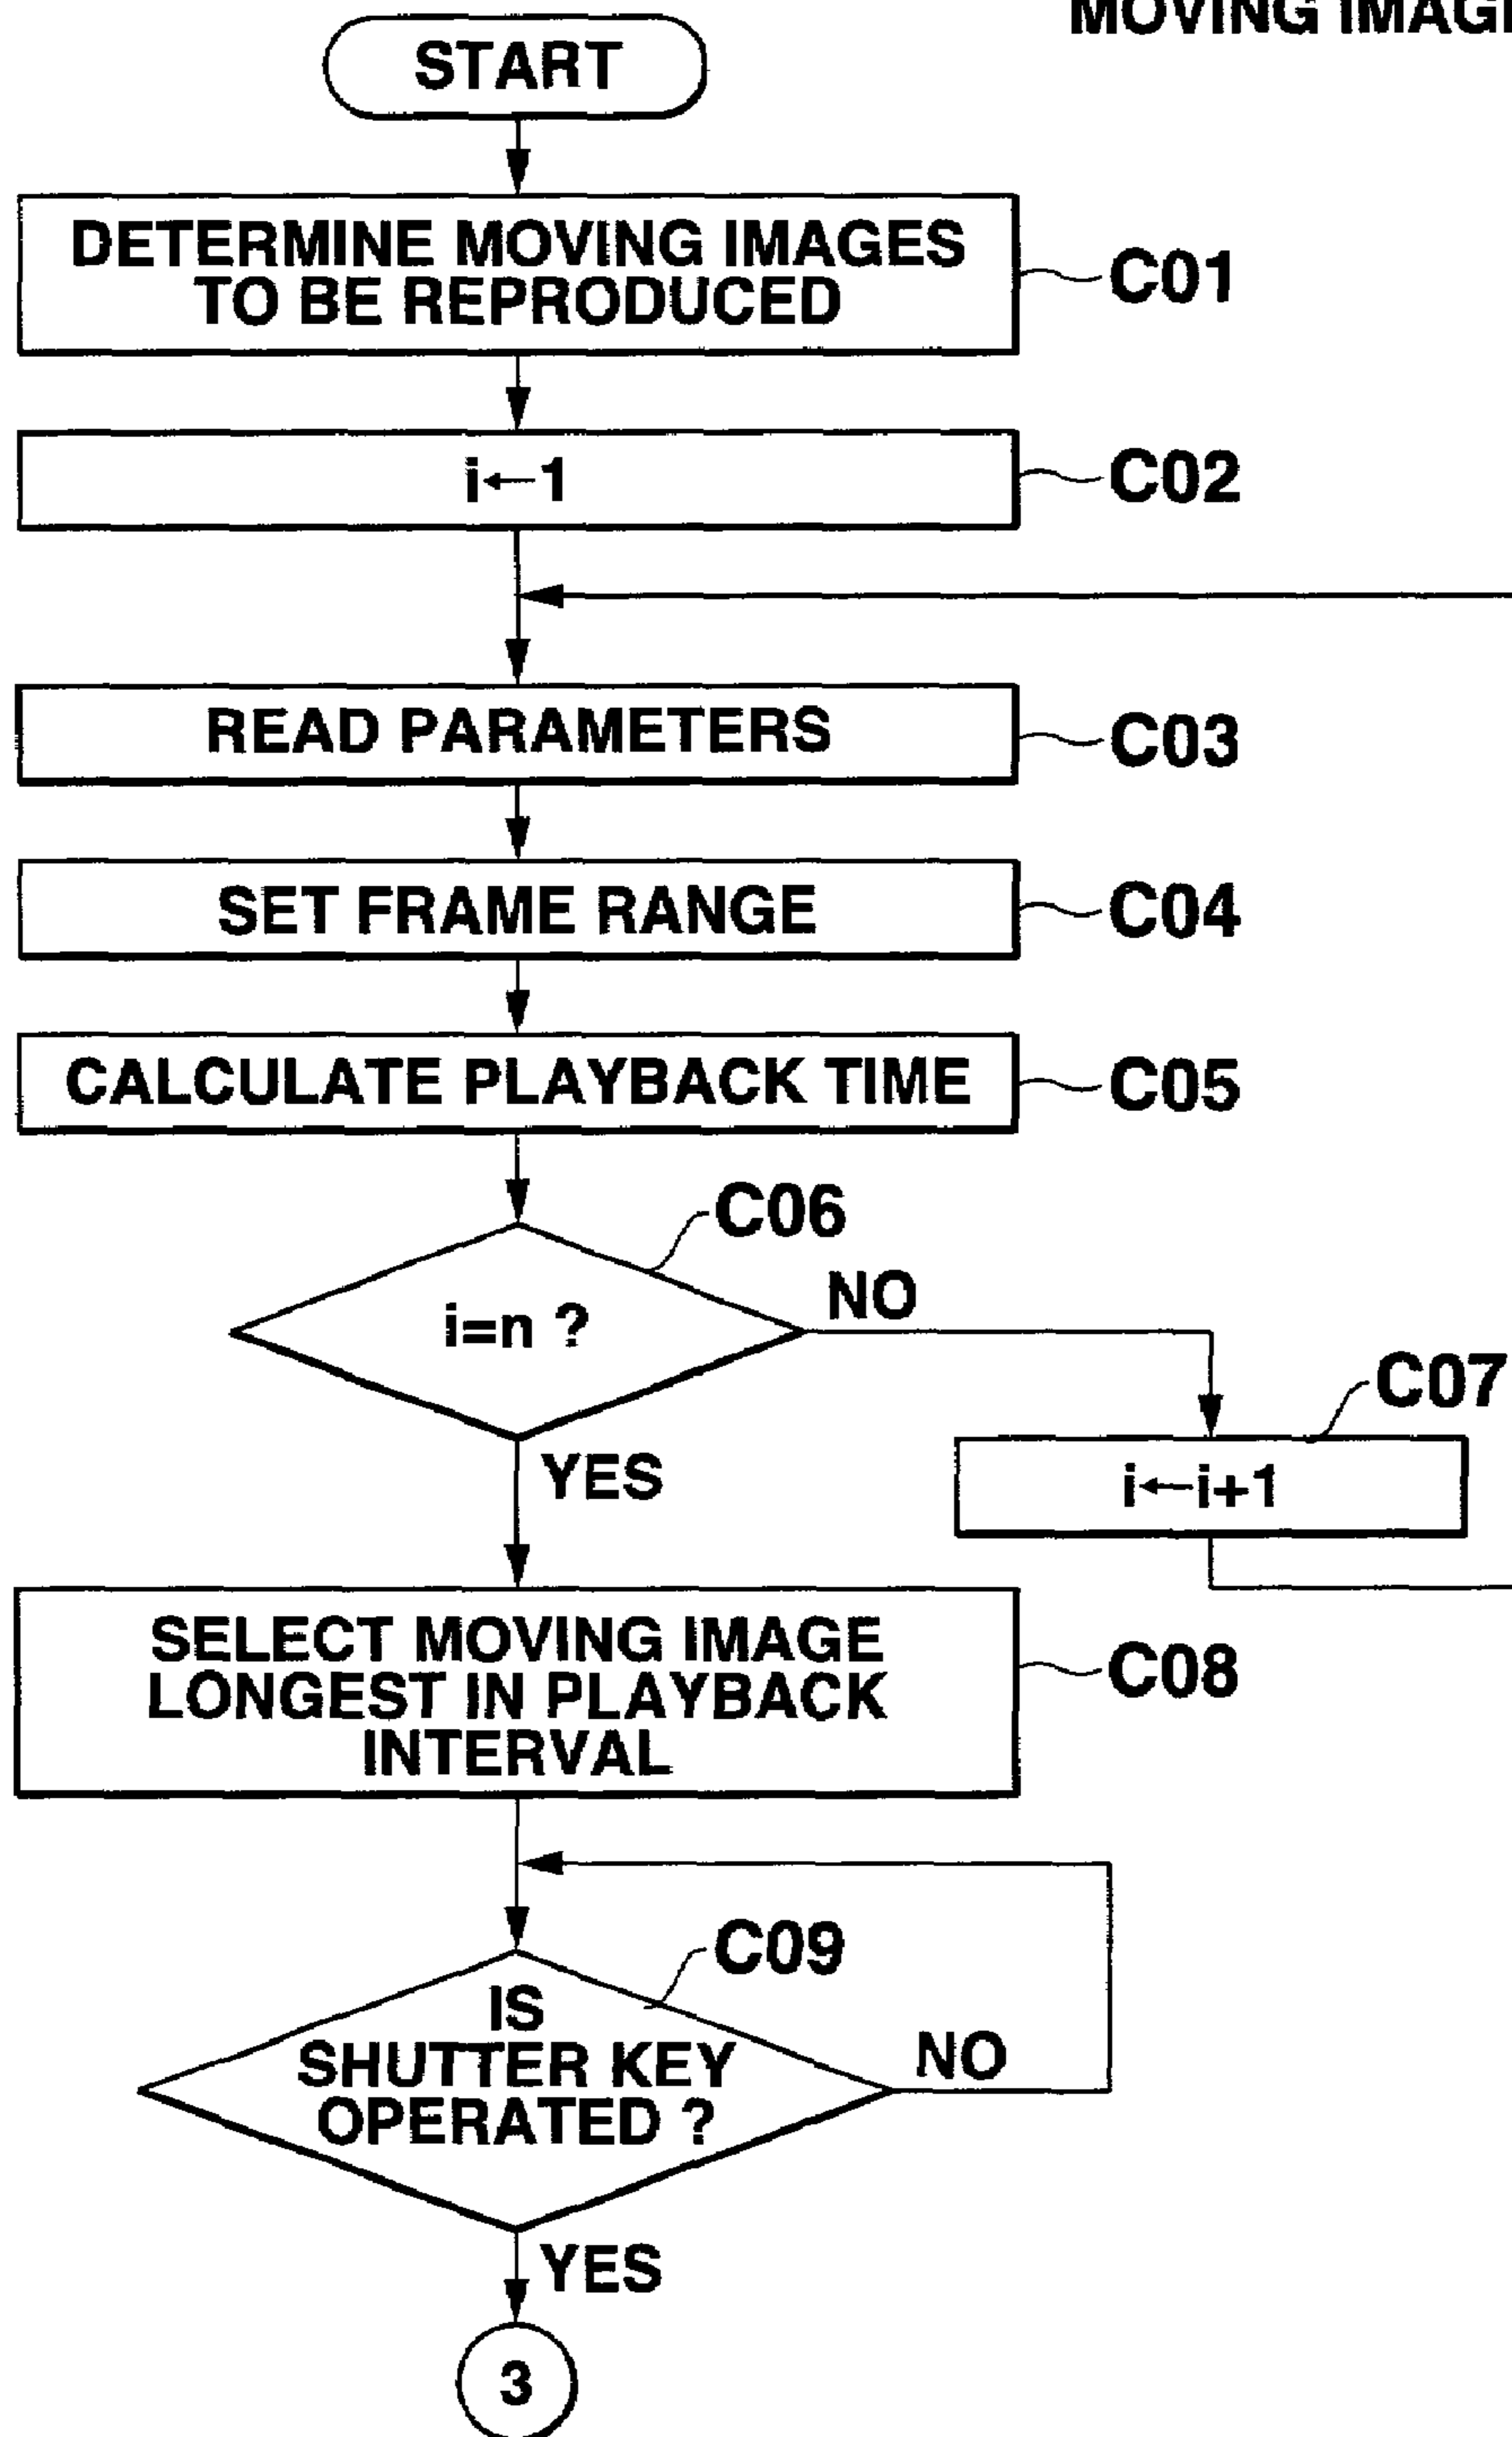 MOVING
START
DETERMINE MOVING IMAGES
TO BE REPRODUCED
C01
i←1
C02
READ PARAMETERS
C03
SET FRAME RANGE
C04
CALCULATE PLAYBACK TIME
C05
C06
i=n ?
NO
C07
YES
i←i+1
SELECT MOVING IMAGE
LONGEST IN PLAYBACK
INTERVAL
C08
C09
IS
SHUTTER KEY
OPERATED ?
NO
YES
3